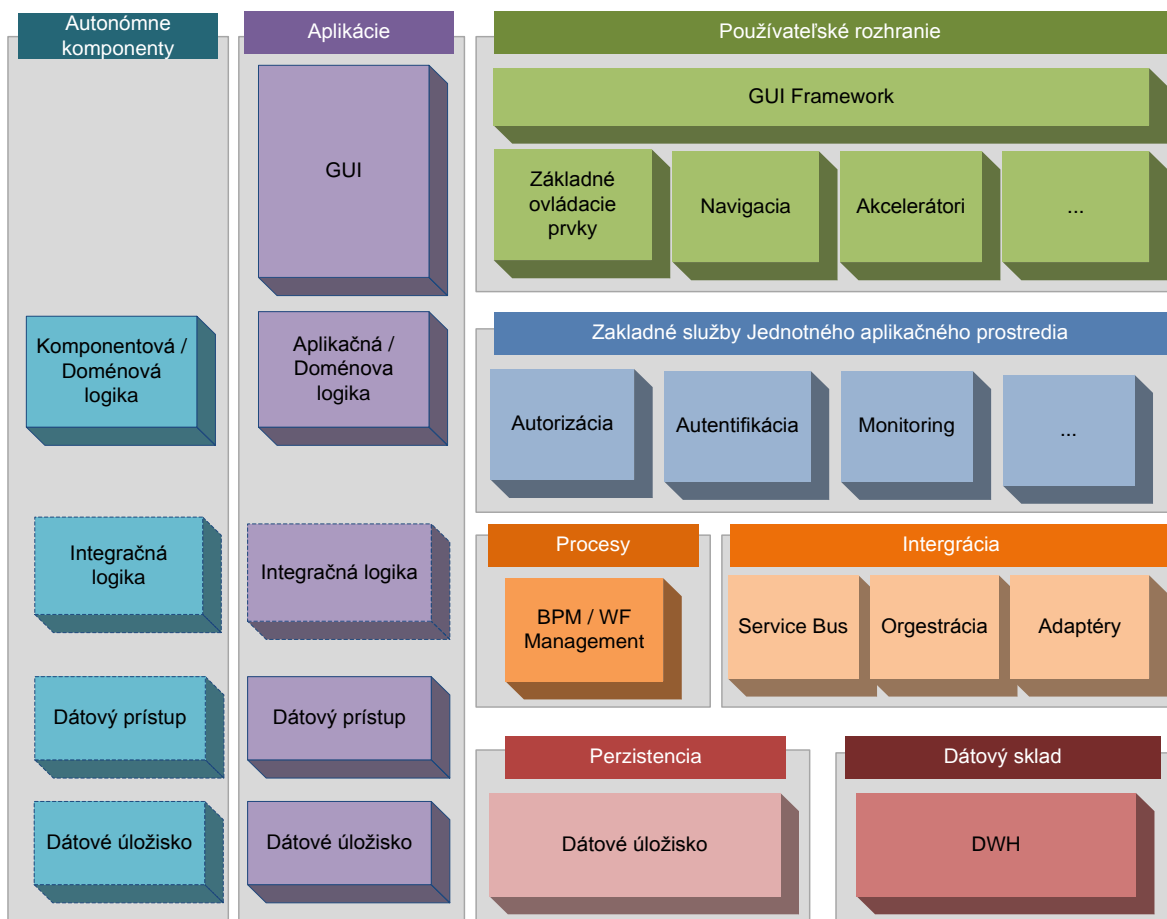 Autonómne
komponenty
Komponentová /
Doménová
logika
Integračná
logika
Dátový prístup
Dátové úložisko
Aplikácie
GUI
Aplikačná /
Doménova
logika
Integračná logika
Dátový prístup
Dátové úložisko
Používateľské rozhranie
GUI Framework
Základné
ovládacie
prvky
Navigacia
Akcelerátori
...
Zakladné služby Jednotného aplikačného prostredia
Autorizácia
Autentifikácia
Monitoring
...
Procesy
BPM / WF
Management
Intergrácia
Service Bus
Orgestrácia
Adaptéry
Perzistencia
Dátové úložisko
Dátový sklad
DWH